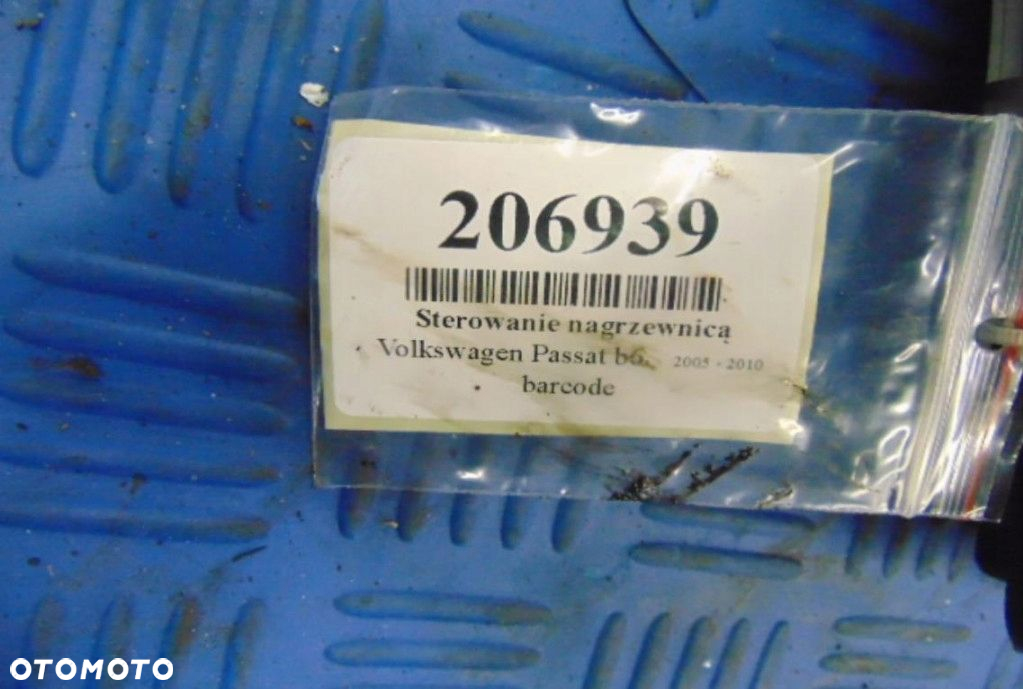 206939
Sterowanie nagrzewnicą
Volkswagen Passat b6. 2005 - 2010
barcode
OTOMOTO